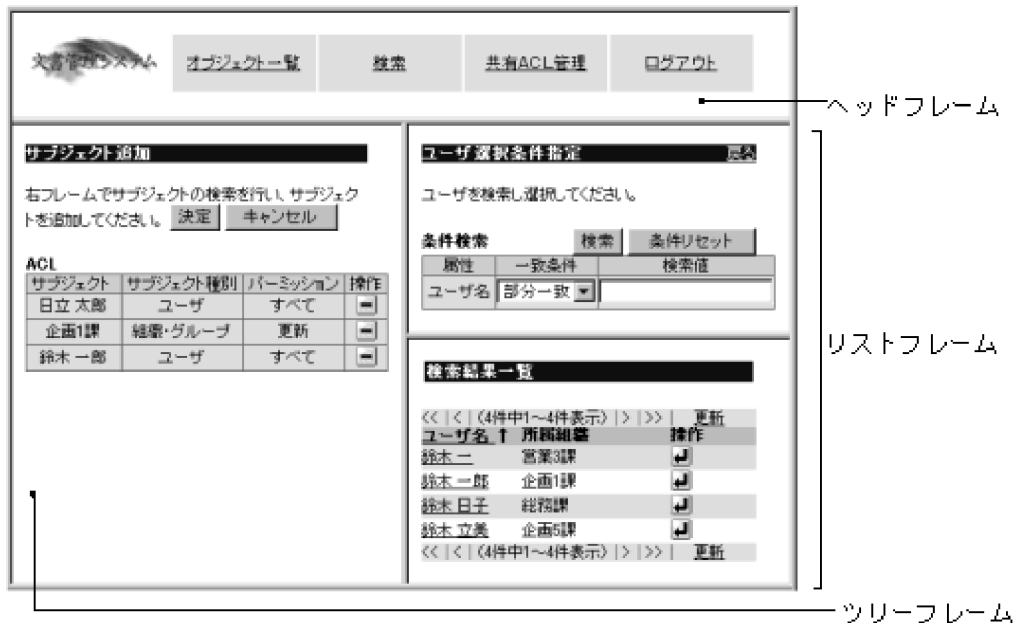 文書管理システム オブジェクト一覧 検索 共有ACL管理 ログアウト
ヘッドフレーム
サブジェクト追加
右フレームでサブジェクトの検索を行い、サブジェク
トを追加してください。 決定 キャンセル
ACL
サブジェクト サブジェクト種別 パーミッション 操作
日立 太郎 ユーザ すべて
企画1課 組織・グループ 更新
鈴木 一郎 ユーザ すべて
ユーザ選択条件指定 戻る
ユーザを検索し選択してください。
条件検索 検索 条件リセット
属性 一致条件 検索値
ユーザ名 部分一致
リストフレーム
検索結果一覧
<< | < | (4件中1～4件表示) | > | >> | 更新
ユーザ名 ↑ 所属組織 操作
鈴木 一 営業3課
鈴木 一郎 企画1課
鈴木 日子 総務課
鈴木 立美 企画5課
<< | < | (4件中1～4件表示) | > | >> | 更新
ツリーフレーム